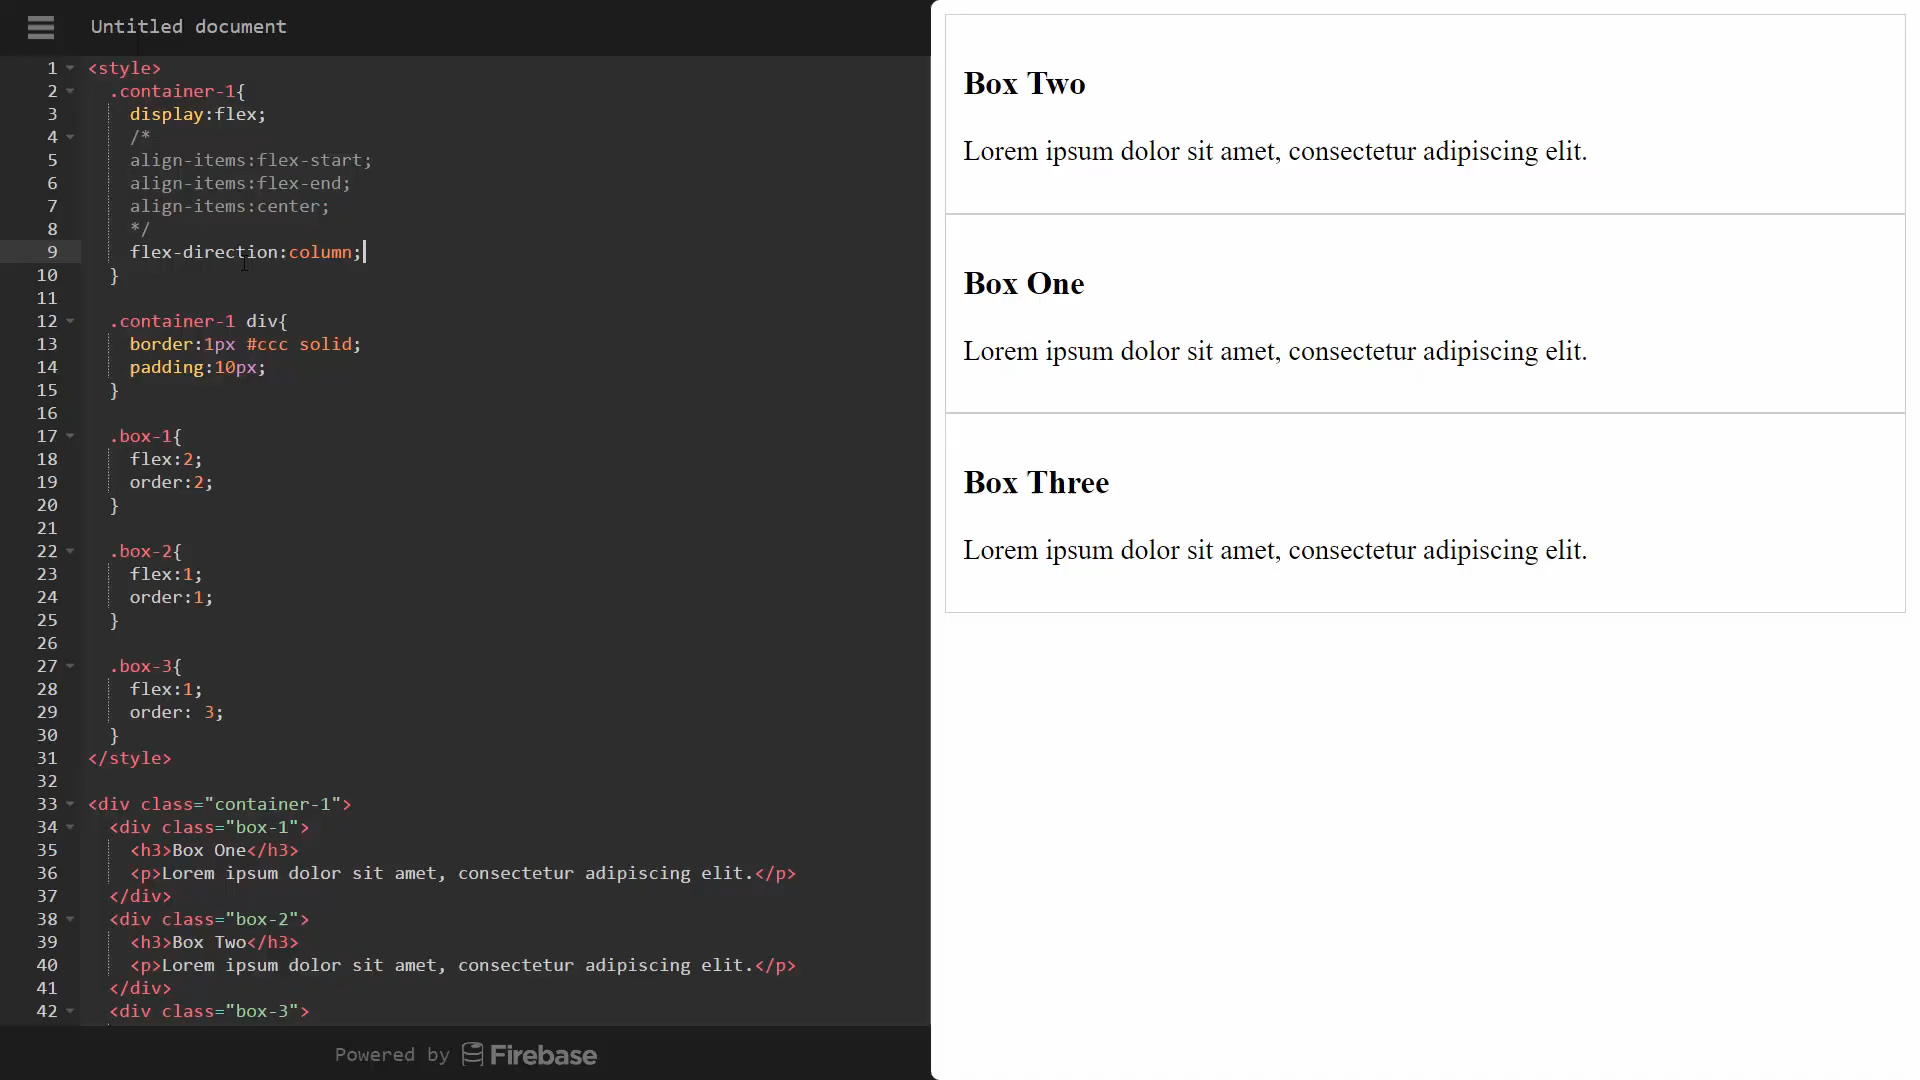 Untitled document
1 <style>
2 .container-1{
3 display:flex;
4 /*
5 align-items:flex-start;
6 align-items:flex-end;
7 align-items:center;
8 */
9 flex-direction:column;
10 }
11
12 .container-1 div{
13 border:1px #ccc solid;
14 padding:10px;
15 }
16
17 .box-1{
18 flex:2;
19 order:2;
20 }
21
22 .box-2{
23 flex:1;
24 order:1;
25 }
26
27 .box-3{
28 flex:1;
29 order: 3;
30 }
31 </style>
32
33 <div class="container-1">
34 <div class="box-1">
35 <h3>Box One</h3>
36 <p>Lorem ipsum dolor sit amet, consectetur adipiscing elit.</p>
37 </div>
38 <div class="box-2">
39 <h3>Box Two</h3>
40 <p>Lorem ipsum dolor sit amet, consectetur adipiscing elit.</p>
41 </div>
42 <div class="box-3">
Powered by Firebase
Box Two
Lorem ipsum dolor sit amet, consectetur adipiscing elit.
Box One
Lorem ipsum dolor sit amet, consectetur adipiscing elit.
Box Three
Lorem ipsum dolor sit amet, consectetur adipiscing elit.